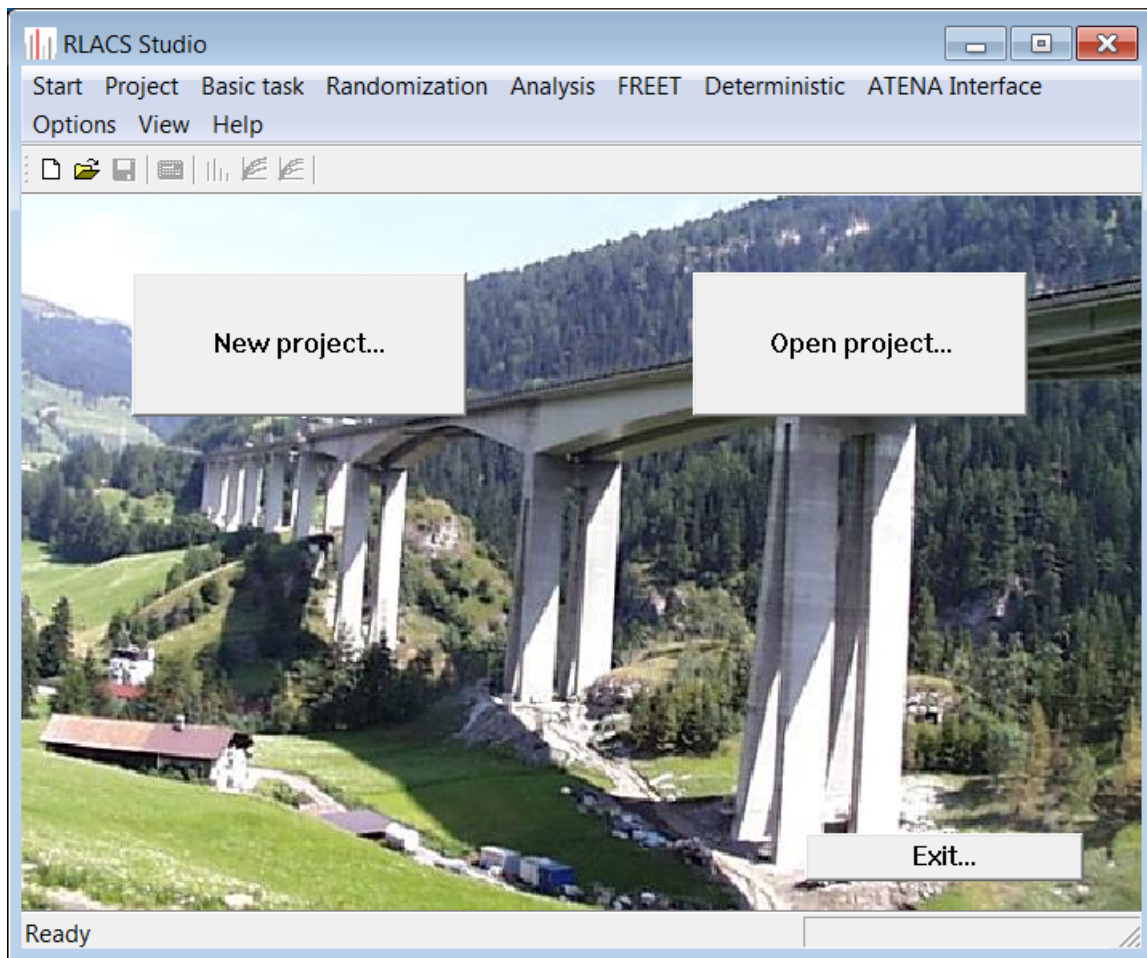 RLACS Studio
Start Project Basic task Randomization Analysis FREET Deterministic ATENA Interface
Options View Help
New project...
Open project...
Exit...
Ready